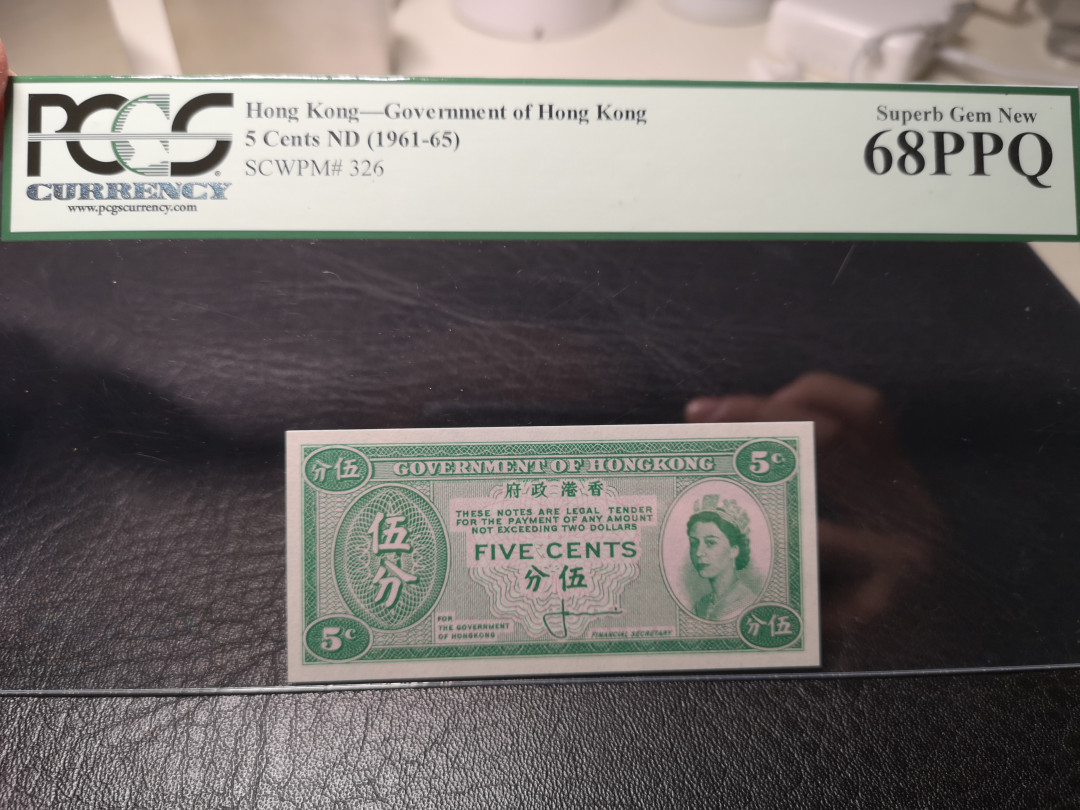 PCGS
CURRENCY
www.pcgscurrency.com
Hong Kong—Government of Hong Kong
5 Cents ND (1961-65)
SCWPM# 326
Superb Gem New
68PPQ
分伍
GOVERNMENT OF HONGKONG
5c.
府政港香
THESE NOTES ARE LEGAL TENDER
FOR THE PAYMENT OF ANY AMOUNT
NOT EXCEEDING TWO DOLLARS
伍
分
FIVE CENTS
分伍
FOR
THE GOVERNMENT
OF HONGKONG
FINANCIAL SECRETARY
5c
分伍